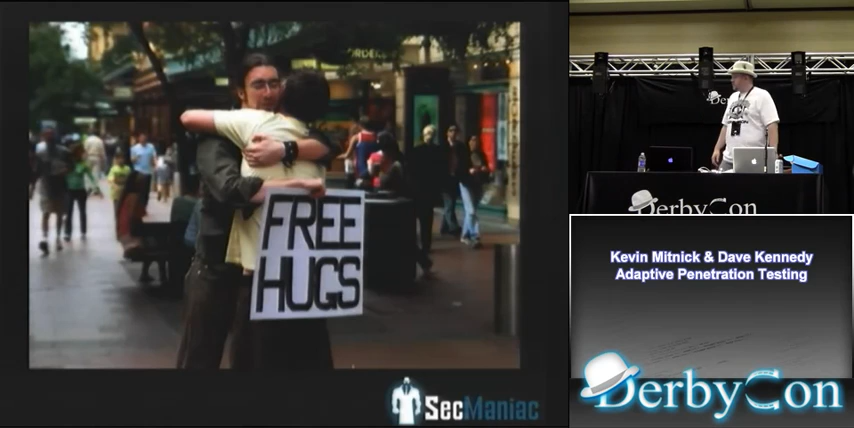 FREE
HUGS
SecManiac
DerbyCon
Kevin Mitnick & Dave Kennedy
Adaptive Penetration Testing
DerbyCon